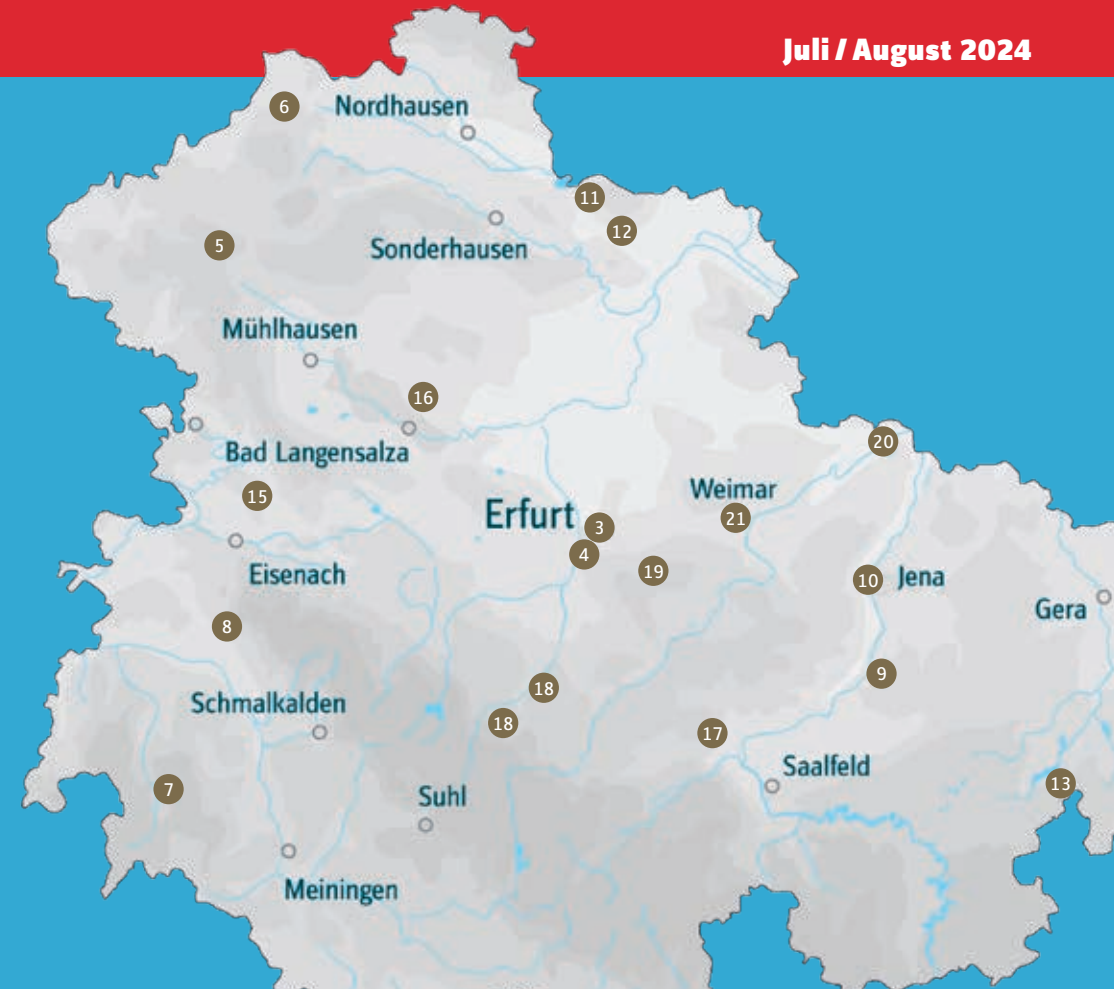 Juli / August 2024
6
Nordhausen
11
12
5
Sonderhausen
Mühlhausen
16
20
Bad Langensalza
15
Weimar
Erfurt
3
21
4
19
Eisenach
10
Jena
Gera
8
9
18
Schmalkalden
18
17
Saalfeld
13
7
Suhl
Meiningen